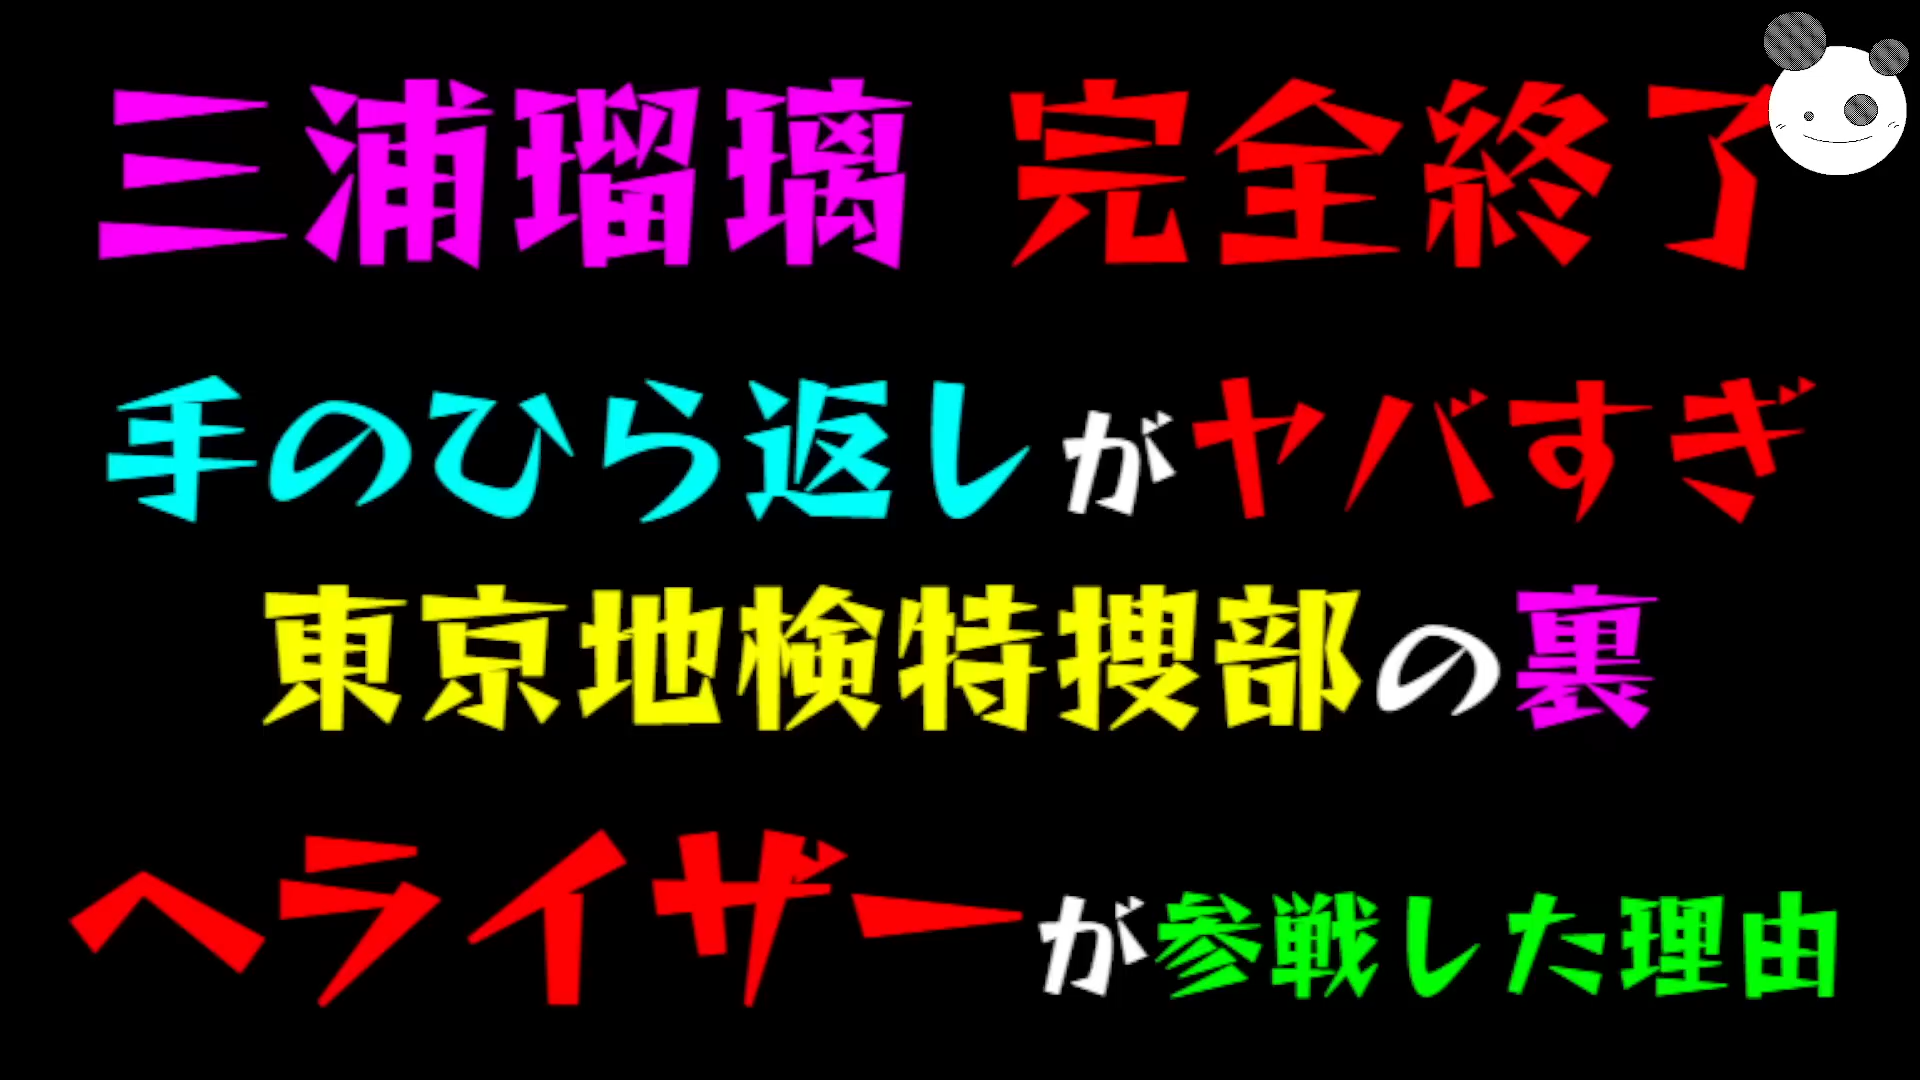 三浦瑠璃 完全終了
手のひら返しがヤバすぎ
東京地検特捜部の裏
ヘライザーが参戦した理由